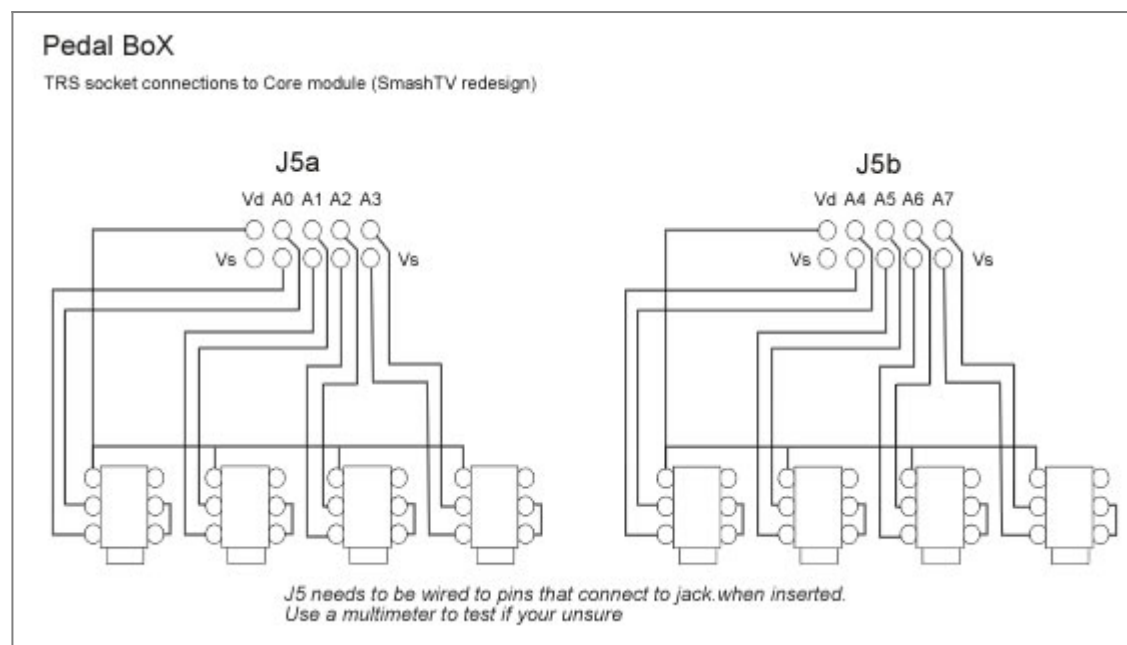 Pedal BoX
TRS socket connections to Core module (SmashTV redesign)
J5a
J5b
Vd A0 A1 A2 A3
Vd A4 A5 A6 A7
Vs Vs
Vs Vs
J5 needs to be wired to pins that connect to jack.when inserted.
Use a multimeter to test if your unsure